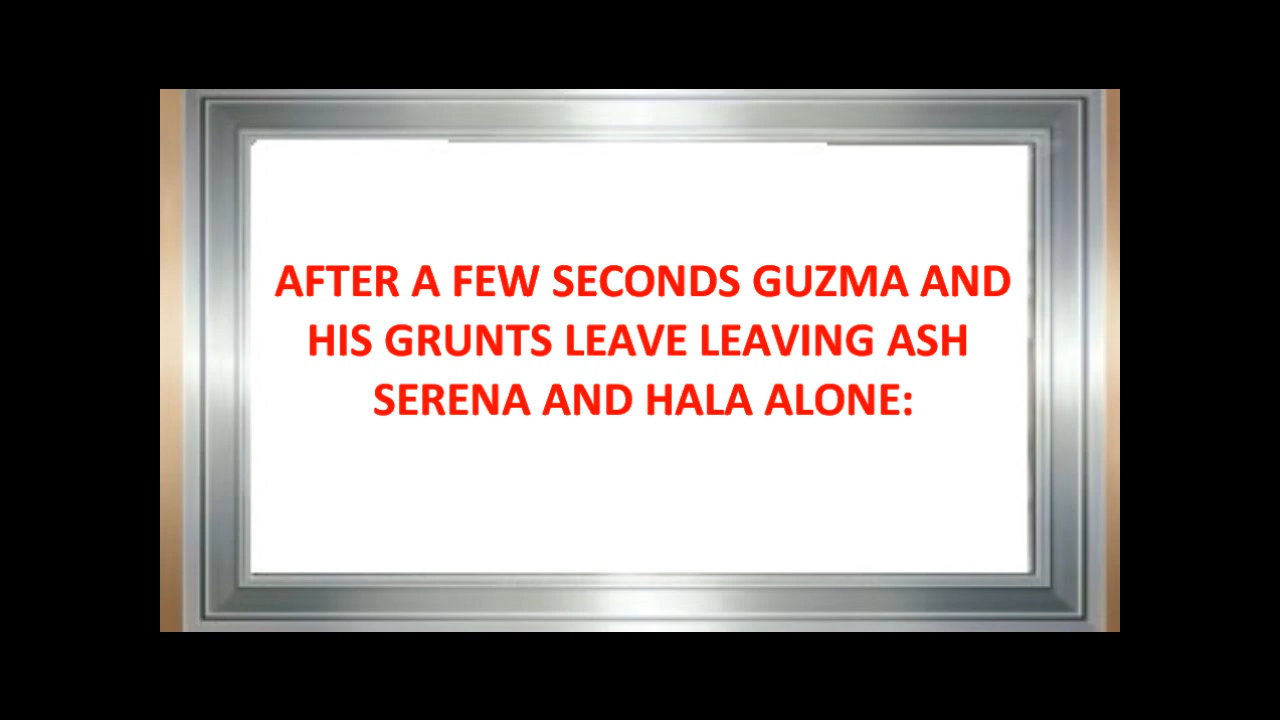 AFTER A FEW SECONDS GUZMA AND
HIS GRUNTS LEAVE LEAVING ASH
SERENA AND HALA ALONE: